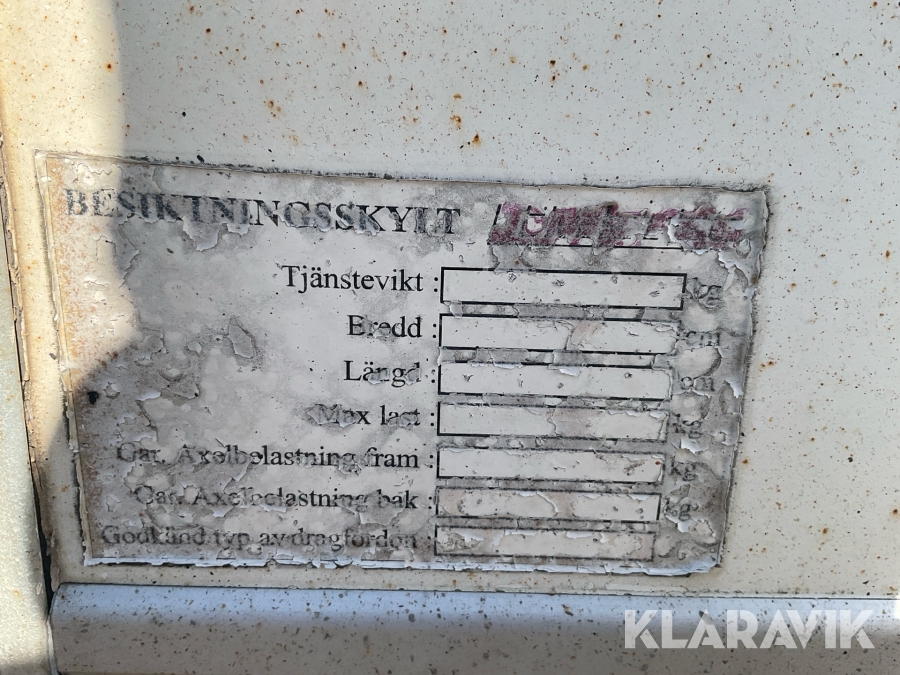 BESIKTNINGSSKYLT
Tjänstevikt : kg
Bredd : cm
Längd : cm
Max last : kg
Gar. Axelbelastning fram : kg
Gar. Axelbelastning bak : kg
Godkänd typ av dragfordon :
KLARAVIK